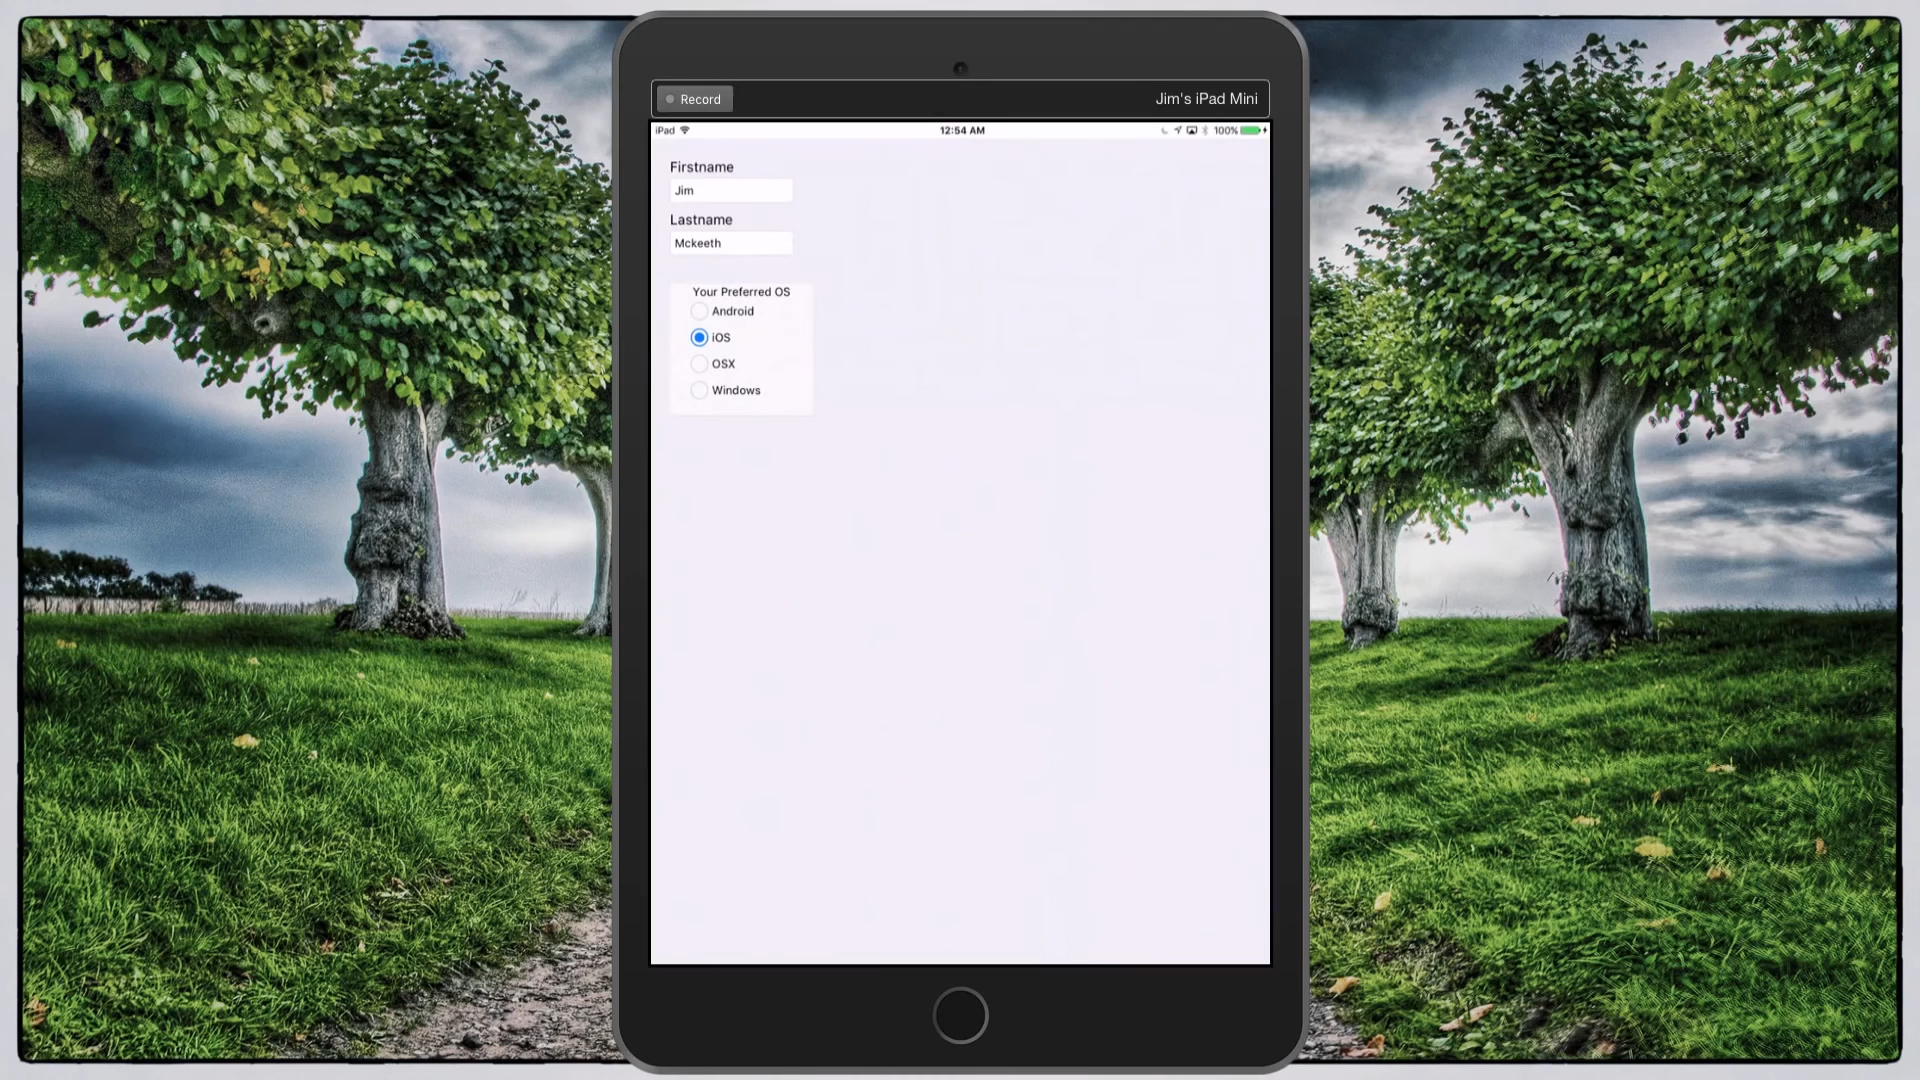 Record
Jim's iPad Mini
iPad 12:54 AM 100%
Firstname
Jim
Lastname
Mckeeth
Your Preferred OS
Android
iOS
OSX
Windows